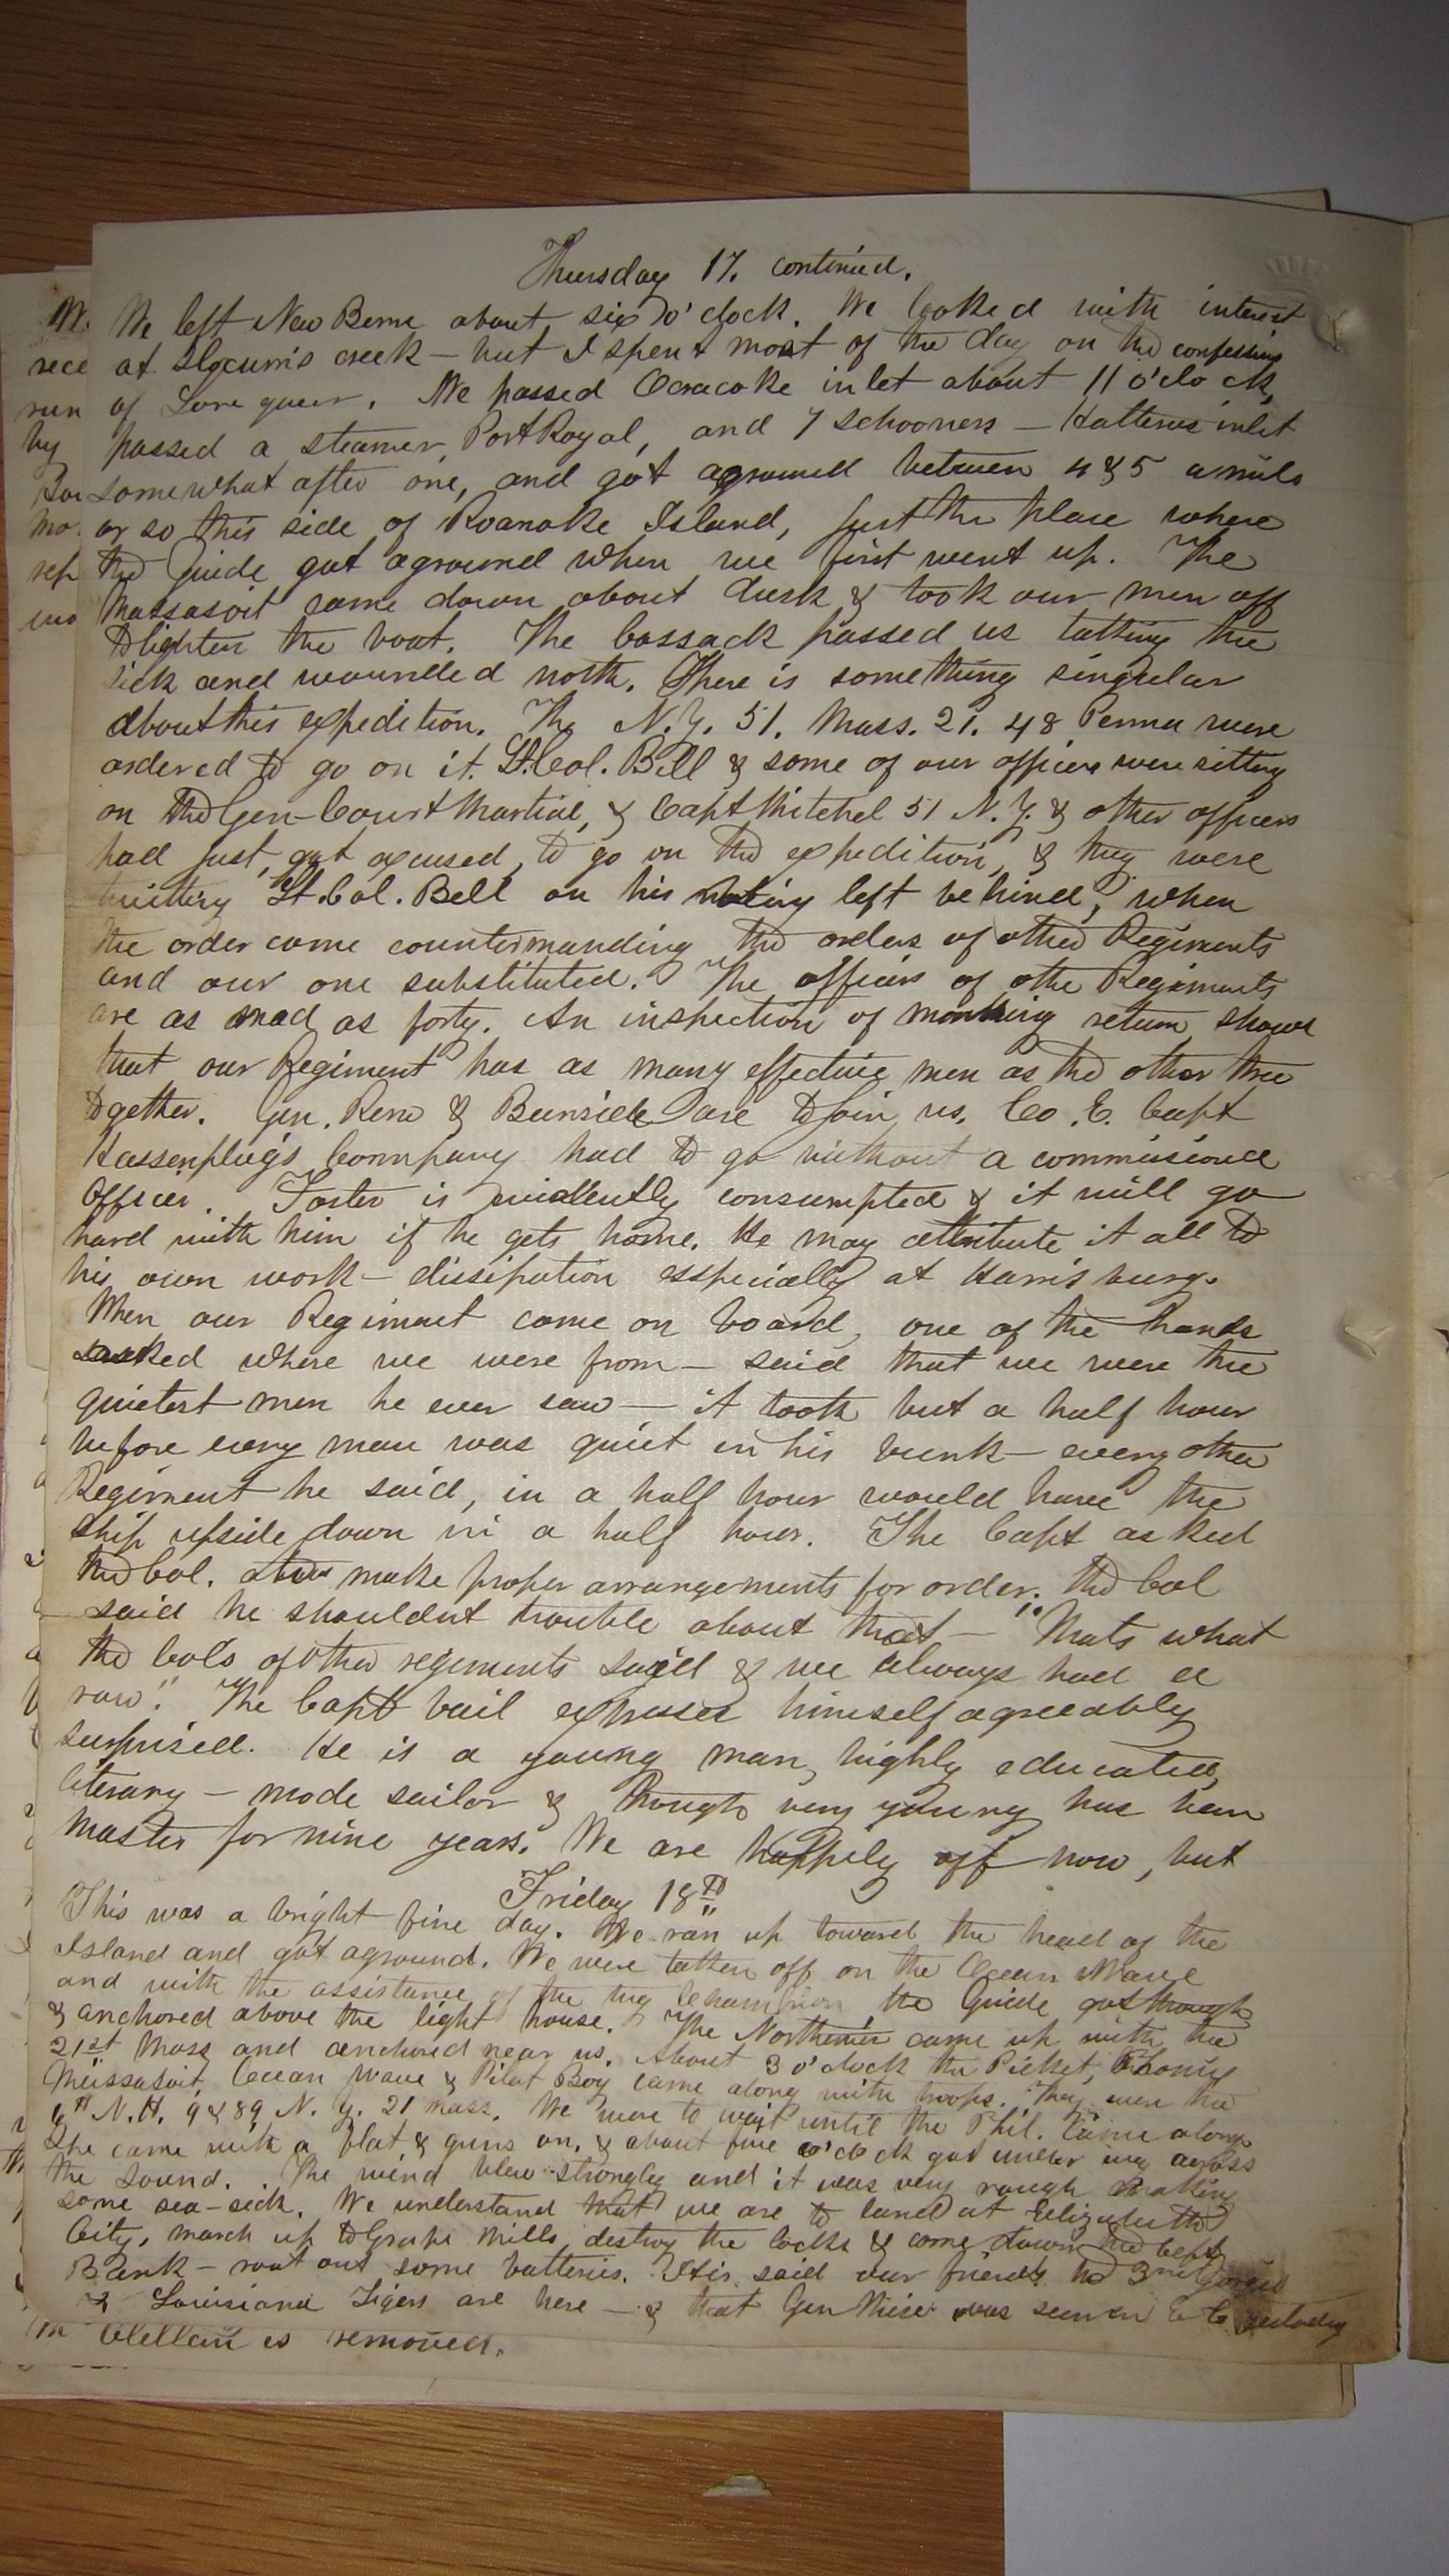 Thursday 17. continued.
We left New Berne about six o'clock. We looked with interest
at Slocum's creek — but I spent most of the day on the
of . We passed Ocracoke inlet about 11 o'clock,
passed a steamer, Port Royal, and 7 schooners — Hatteras inlet
somewhat after one, and got aground between 4 & 5 a mile
or so this side of Roanoke Island, just the place where
the Guide got aground when we first went up. The
Massasoit came down about dusk & took our men off
to lighten the boat. The Cossack passed us taking the
sick and wounded north. There is something singular
about this expedition. The N.Y. 51. Mass. 21. 48 Penna were
ordered to go on it. Lt. Col. Bell & some of our officers were sitting
on the Gen-Court Martial, & Capt Mitchel 51 N.Y. & other officers
had just got excused to go on the expedition, & they were
twitting Lt. Col. Bell on his being left behind, when
the order came countermanding the orders of other Regiments
and our one substituted. The officers of other Regiments
are as mad as forty. An inspection of morning return shows
that our Regiment has as many effective men as the other three
together. Gen. Reno & Burnside are to join us. Co. E. Capt
Hassenplug's Company had to go without a commissioned
Officer. Foster is evidently consumpted & it will go
hard with him if he gets home. He may attribute it all to
his own work — dissipation esspecially at Harrisburg.
When our Regiment came on board, one of the hands
asked where we were from — said that we were the
quietest men he ever saw — it took but a half hour
before every man was quiet in his bunk — every other
Regiment he said, in a half hour would have the
ship upside down in a half hour. The Capt asked
the Col. to make proper arrangements for order. The Col
said he shouldnt trouble about that — "Thats what
the Cols of other regiments said & we always had a
row". The Capt Vail expresses himself agreeably
surprised. He is a young man, highly educated,
literary — mode sailor & though very young has been
Master for nine years. We are happily off now, but
Friday 18th
This was a bright fine day. We ran up toward the head of the
Island and got aground. We were taken off on the Ocean Wave
and with the assistance of the tug Champion the Guide got through
& anchored above the light house. The Northerner came up with the
21st Mass and anchored near us. About 3 o'clock the Picket,
Massasoit, Ocean Wave & Pilot Boy came along with troops. They were the
6th N.H. 9 & 89 N.Y. 21 Mass. We were to wait until the Phil. came along
She came with a flat & guns on, & about five o'clock got under way across
the Sound. The wind blew strongly and it was very rough making
some sea-sick. We understand that we are to land at Elizabeth
City, march up to Grape Mills, destroy the locks & come down the left
Bank — rout out some batteries. It is said our friends the 3rd
& Louisiana Tigers are here — & that Gen Wise was seen in E C yesterday
McClellan is removed.